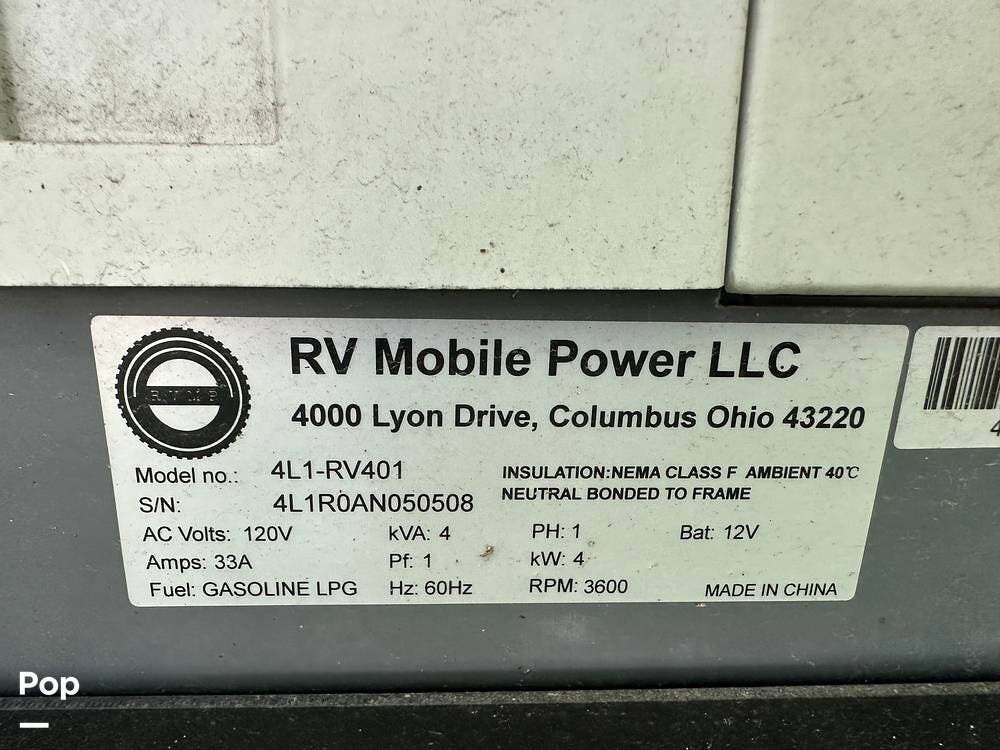 RV Mobile Power LLC
4000 Lyon Drive, Columbus Ohio 43220
R V M P
Model no.: 4L1-RV401
S/N: 4L1R0AN050508
INSULATION:NEMA CLASS F AMBIENT 40℃
NEUTRAL BONDED TO FRAME
AC Volts: 120V kVA: 4 PH: 1 Bat: 12V
Amps: 33A Pf: 1 kW: 4
Fuel: GASOLINE LPG Hz: 60Hz RPM: 3600 MADE IN CHINA
4
Pop